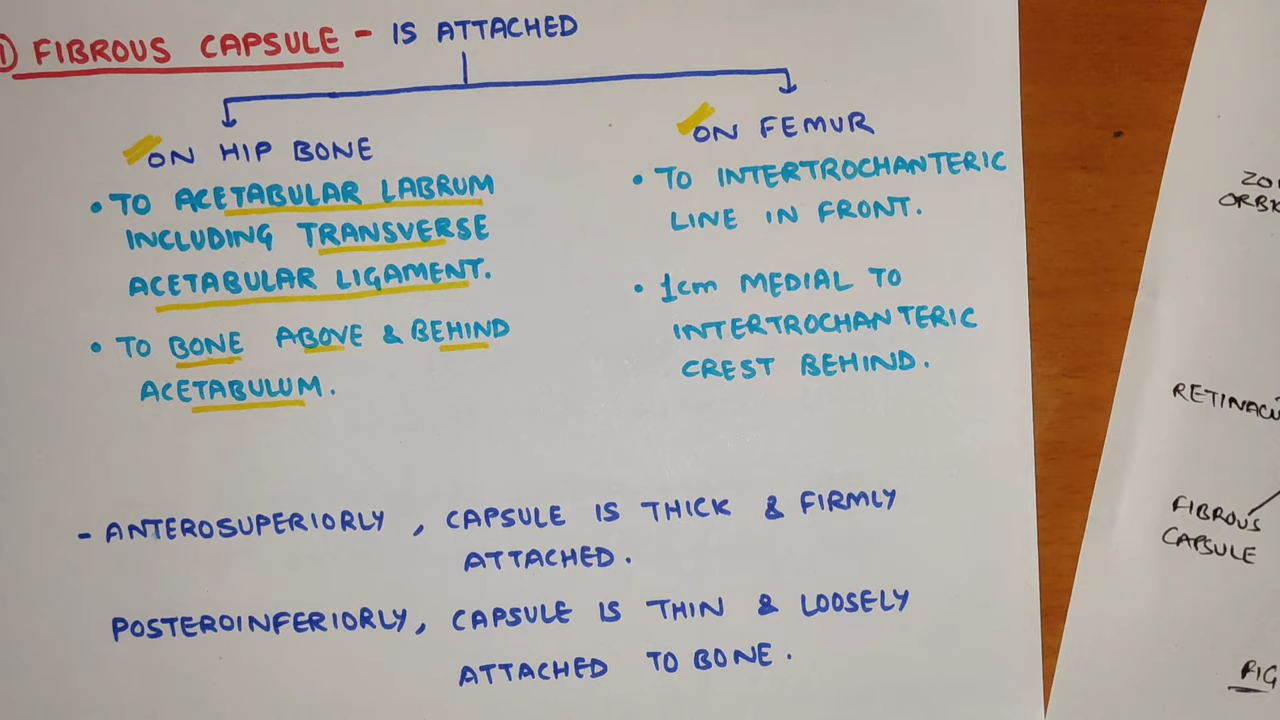 1) FIBROUS CAPSULE - IS ATTACHED
ON HIP BONE
• TO ACETABULAR LABRUM
INCLUDING TRANSVERSE
ACETABULAR LIGAMENT.
• TO BONE ABOVE & BEHIND
ACETABULUM.
ON FEMUR
• TO INTERTROCHANTERIC
LINE IN FRONT.
• 1cm MEDIAL TO
INTERTROCHANTERIC
CREST BEHIND.
- ANTEROSUPERIORLY, CAPSULE IS THICK & FIRMLY
ATTACHED.
POSTEROINFERIORLY, CAPSULE IS THIN & LOOSELY
ATTACHED TO BONE.
FIBROUS
CAPSULE
FIG